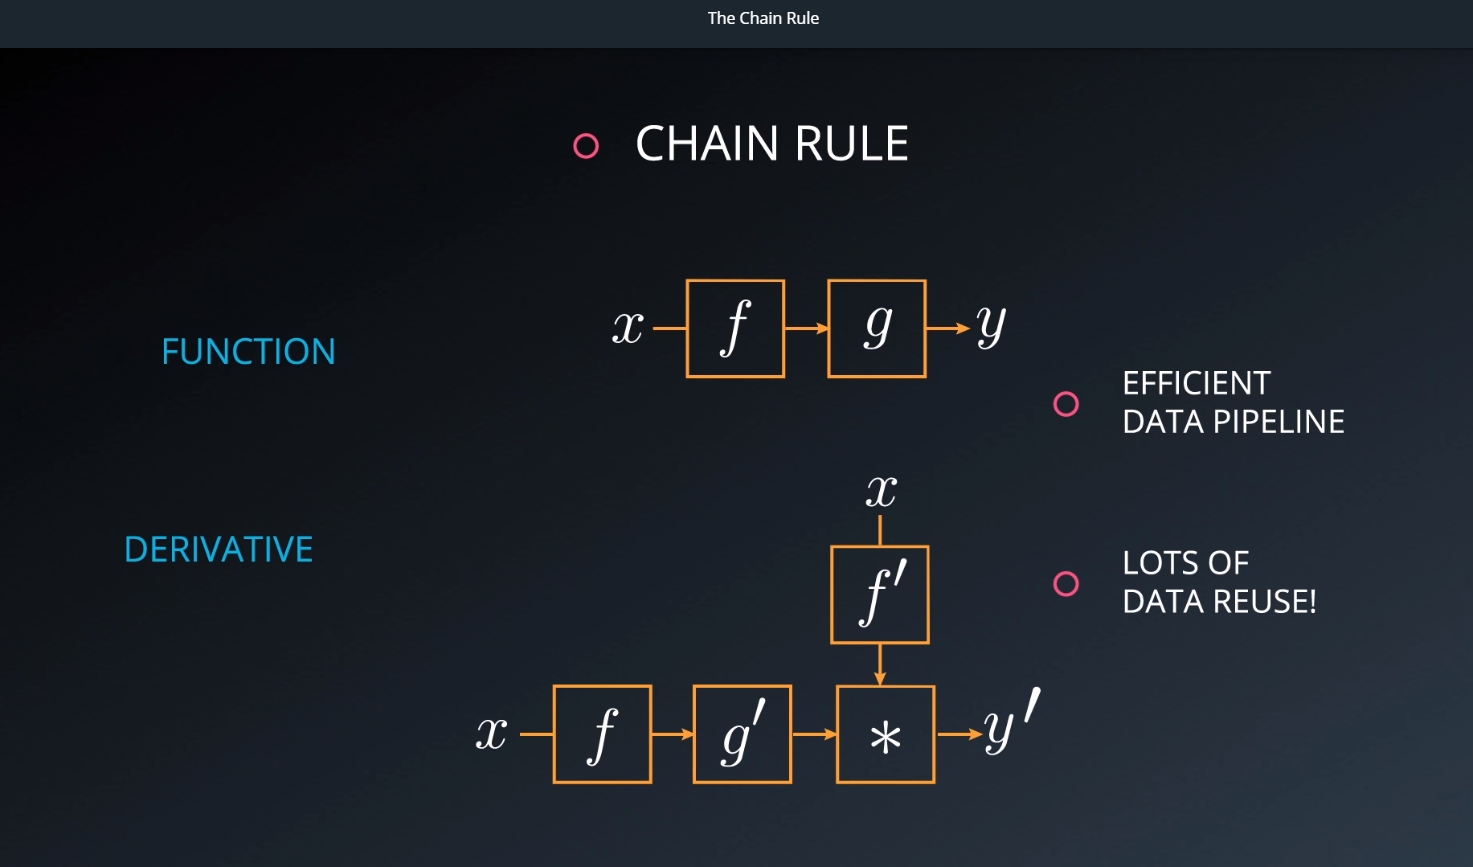 The Chain Rule
CHAIN RULE
x f g y
FUNCTION
EFFICIENT
DATA PIPELINE
x
f′
DERIVATIVE
LOTS OF
DATA REUSE!
x f g′ * y′